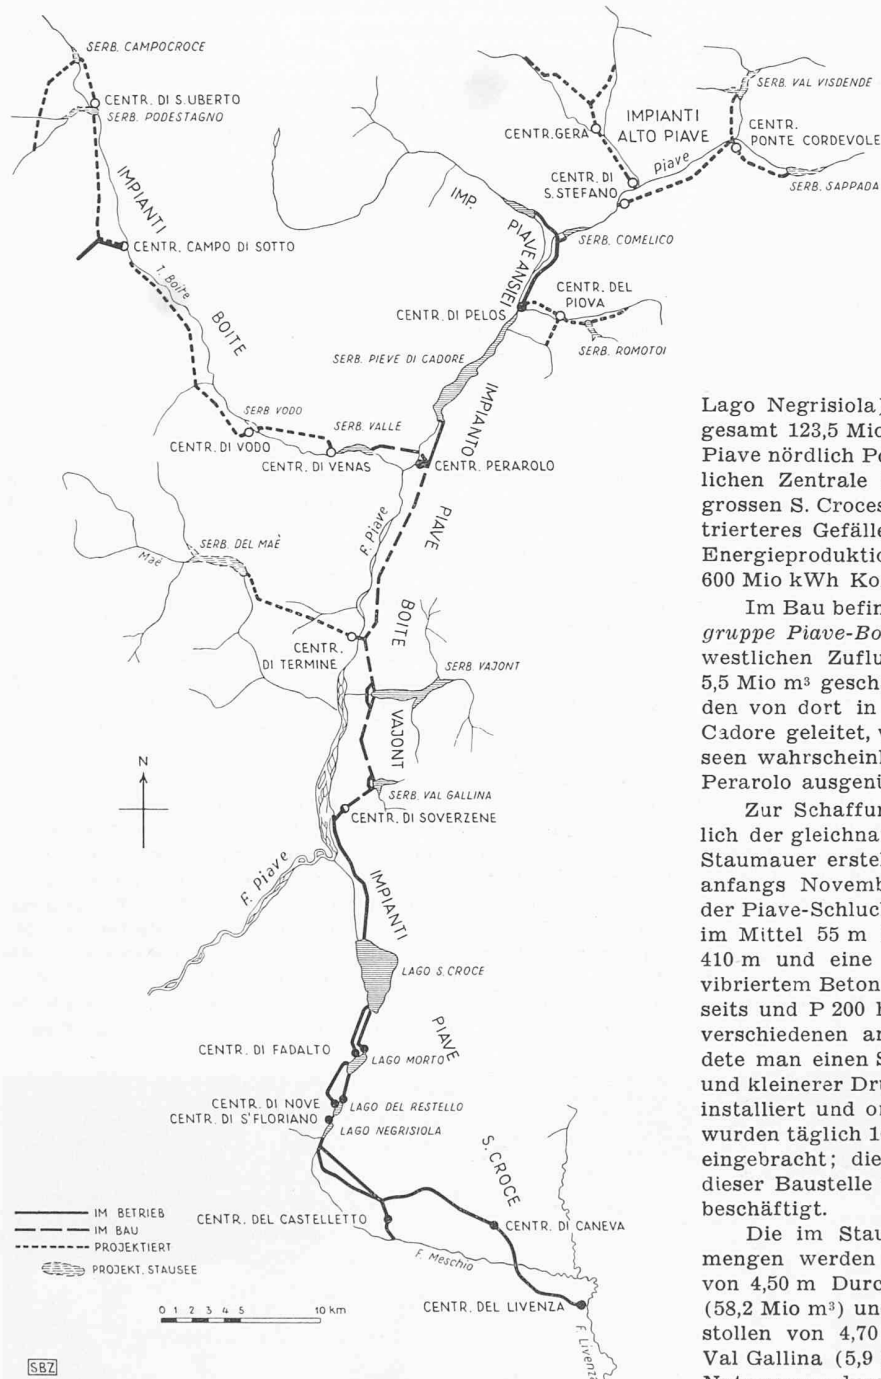 SERB. CAMPOCROCE
CENTR. DI S. UBERTO
SERB. PODESTAGNO
IMPIANTI
CENTR. CAMPO DI SOTTO
T. Boite
BOITE
SERB VODO
CENTR. DI VODO
SERB. VALLE
CENTR. DI VENAS
CENTR. PERAROLO
IMP.
PIAVE ANSIEI
CENTR. GERA
IMPIANTI
ALTO PIAVE
Piave
SERB. VAL VISDENDE
CENTR.
PONTE CORDEVOLE
CENTR. DI
S. STEFANO
SERB. SAPPADA
SERB. COMELICO
CENTR. DEL
PIOVA
CENTR. DI PELOS
SERB. ROMOTOI
SERB. PIEVE DI CADORE
IMPIANTO
PIAVE
BOITE
VAJONT
F. Piave
SERB. DEL MAÈ
Maé
CENTR.
DI TERMINE
SERB. VAJONT
N
SERB. VAL GALLINA
CENTR. DI SOVERZENE
F. Piave
IMPIANTI
LAGO S. CROCE
PIAVE
CENTR. DI FADALTO
LAGO MORTO
CENTR. DI NOVE
LAGO DEL RESTELLO
CENTR. DI S' FLORIANO
LAGO NEGRISIOLA
S. CROCE
CENTR. DEL CASTELLETTO
CENTR. DI CANEVA
F. Meschio
CENTR. DEL LIVENZA
F. Livenza
IM BETRIEB
IM BAU
PROJEKTIERT
PROJEKT. STAUSEE
0 1 2 3 4 5 10 km
SBZ
Lago Negrisiola)
gesamt 123,5 Mio
Piave nördlich Pe
lichen Zentrale
grossen S. Croces
trierteres Gefälle
Energieproduktio
600 Mio kWh Ko
Im Bau befin
gruppe Piave-Bo
westlichen Zuflu
5,5 Mio m³ gesch
den von dort in
Cadore geleitet, v
seen wahrscheinl
Perarolo ausgeni
Zur Schaffun
lich der gleichna
Staumauer erstel
anfangs Novemb
der Piave-Schluc
im Mittel 55 m
410 m und eine
vibriertem Beton
seits und P 200 k
verschiedenen an
dete man einen S
und kleinerer Dru
installiert und or
wurden täglich 10
eingebracht; die
dieser Baustelle
beschäftigt.
Die im Stau
mengen werden
von 4,50 m Durc
(58,2 Mio m³) un
stollen von 4,70
Val Gallina (5,9